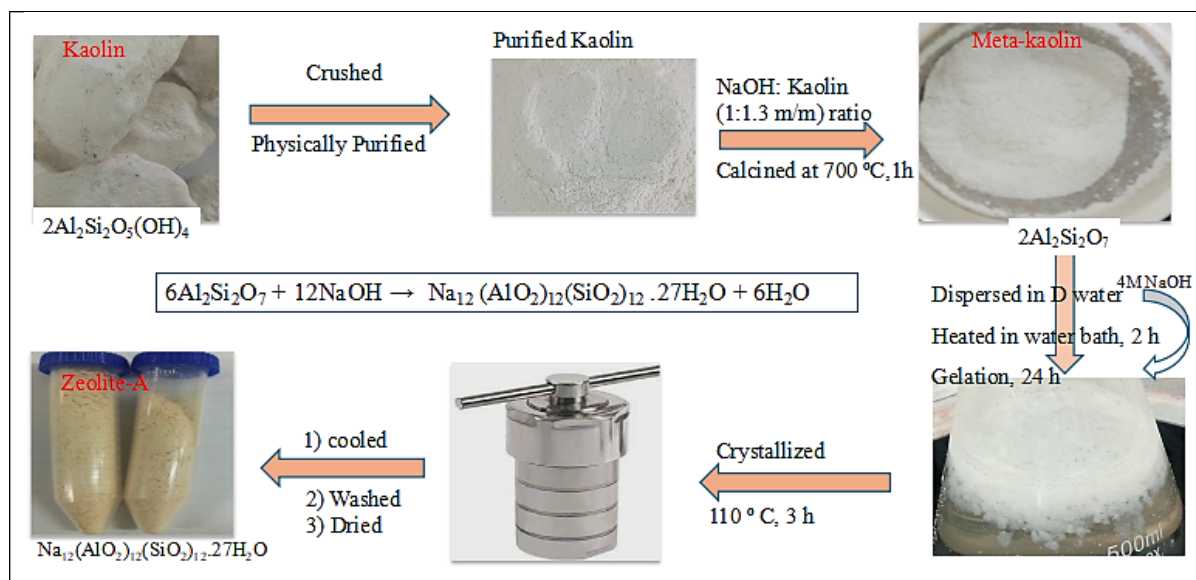 Kaolin
Crushed
Physically Purified
2Al₂Si₂O₅(OH)₄
Purified Kaolin
NaOH: Kaolin
(1:1.3 m/m) ratio
Calcined at 700 ⁰C,1h
Meta-kaolin
2Al₂Si₂O₇
4M NaOH
Dispersed in D water
Heated in water bath, 2 h
Gelation, 24 h
6Al₂Si₂O₇ + 12NaOH → Na₁₂ (AlO₂)₁₂(SiO₂)₁₂ .27H₂O + 6H₂O
500ml
Crystallized
110 ⁰ C, 3 h
1) cooled
2) Washed
3) Dried
Zeolite-A
Na₁₂(AlO₂)₁₂(SiO₂)₁₂.27H₂O